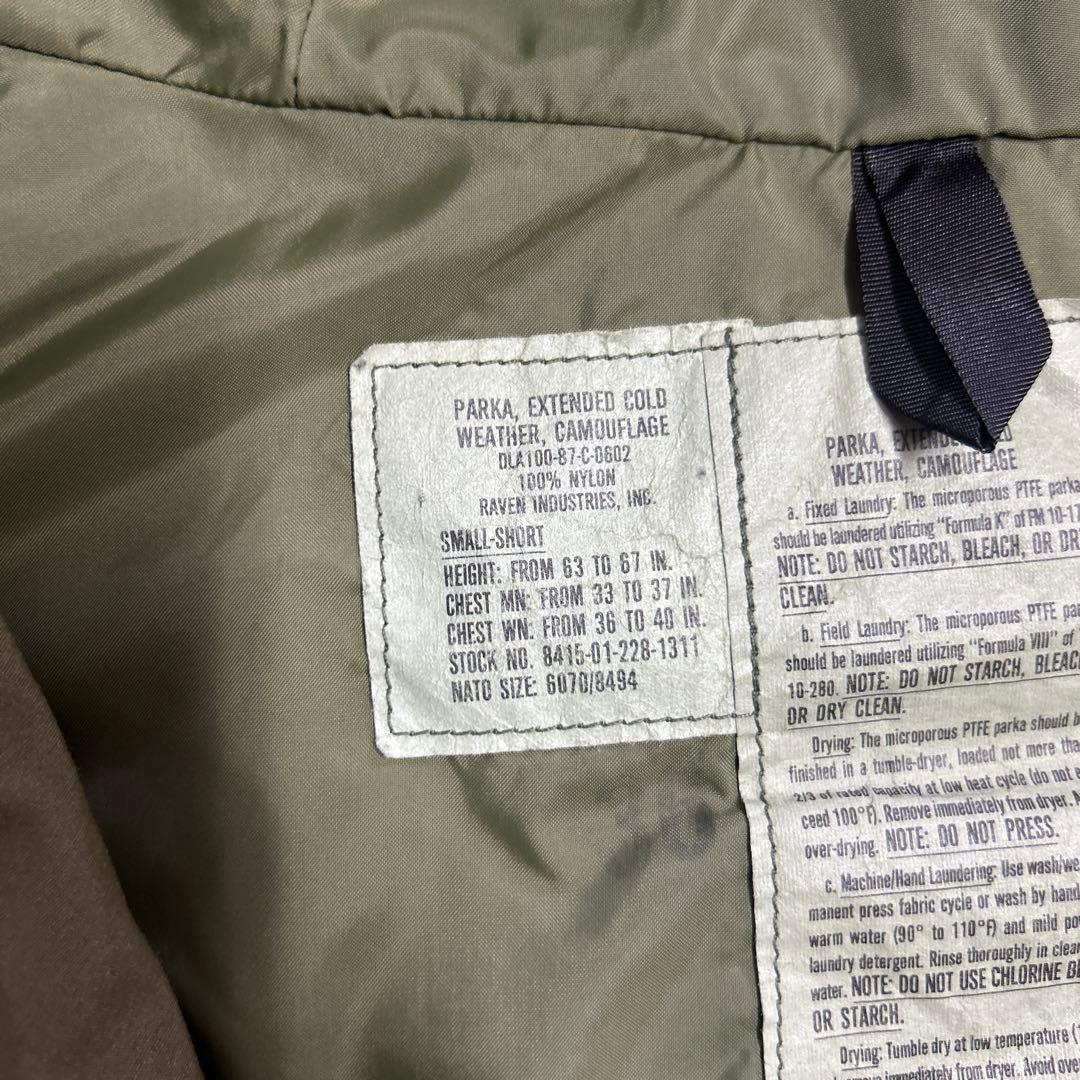 PARKA, EXTENDED COLD
WEATHER, CAMOUFLAGE
DLA100-87-C-0602
100% NYLON
RAVEN INDUSTRIES, INC.
SMALL-SHORT
HEIGHT: FROM 63 TO 67 IN.
CHEST MN: FROM 33 TO 37 IN.
CHEST WN: FROM 36 TO 40 IN.
STOCK NO. 8415-01-228-1311
NATO SIZE: 6070/8494
PARKA,
WEATHER, CAMOUFLAGE
a. Fixed Laundry: The microporous PTFE parka
should be laundered utilizing "Formula K" of FM 10-17
NOTE: DO NOT STARCH, BLEACH, OR DR
CLEAN.
b. Field Laundry: The microporous PTFE par
should be laundered utilizing "Formula VIII" of
10-280. NOTE: DO NOT STARCH, BLEAC
OR DRY CLEAN.
Drying: The microporous PTFE parka should b
finished in a tumble-dryer, loaded not more tha
2/3 of rated capacity at low heat cycle (do not e
ceed 100°F). Remove immediately from dryer. A
over-drying. NOTE: DO NOT PRESS.
c. Machine/Hand Laundering: Use wash/we
manent press fabric cycle or wash by hand
warm water (90° to 110°F) and mild po
laundry detergent. Rinse thoroughly in clear
water. NOTE: DO NOT USE CHLORINE BL
OR STARCH.
Drying: Tumble dry at low temperature (1
immediately from dryer. Avoid ove